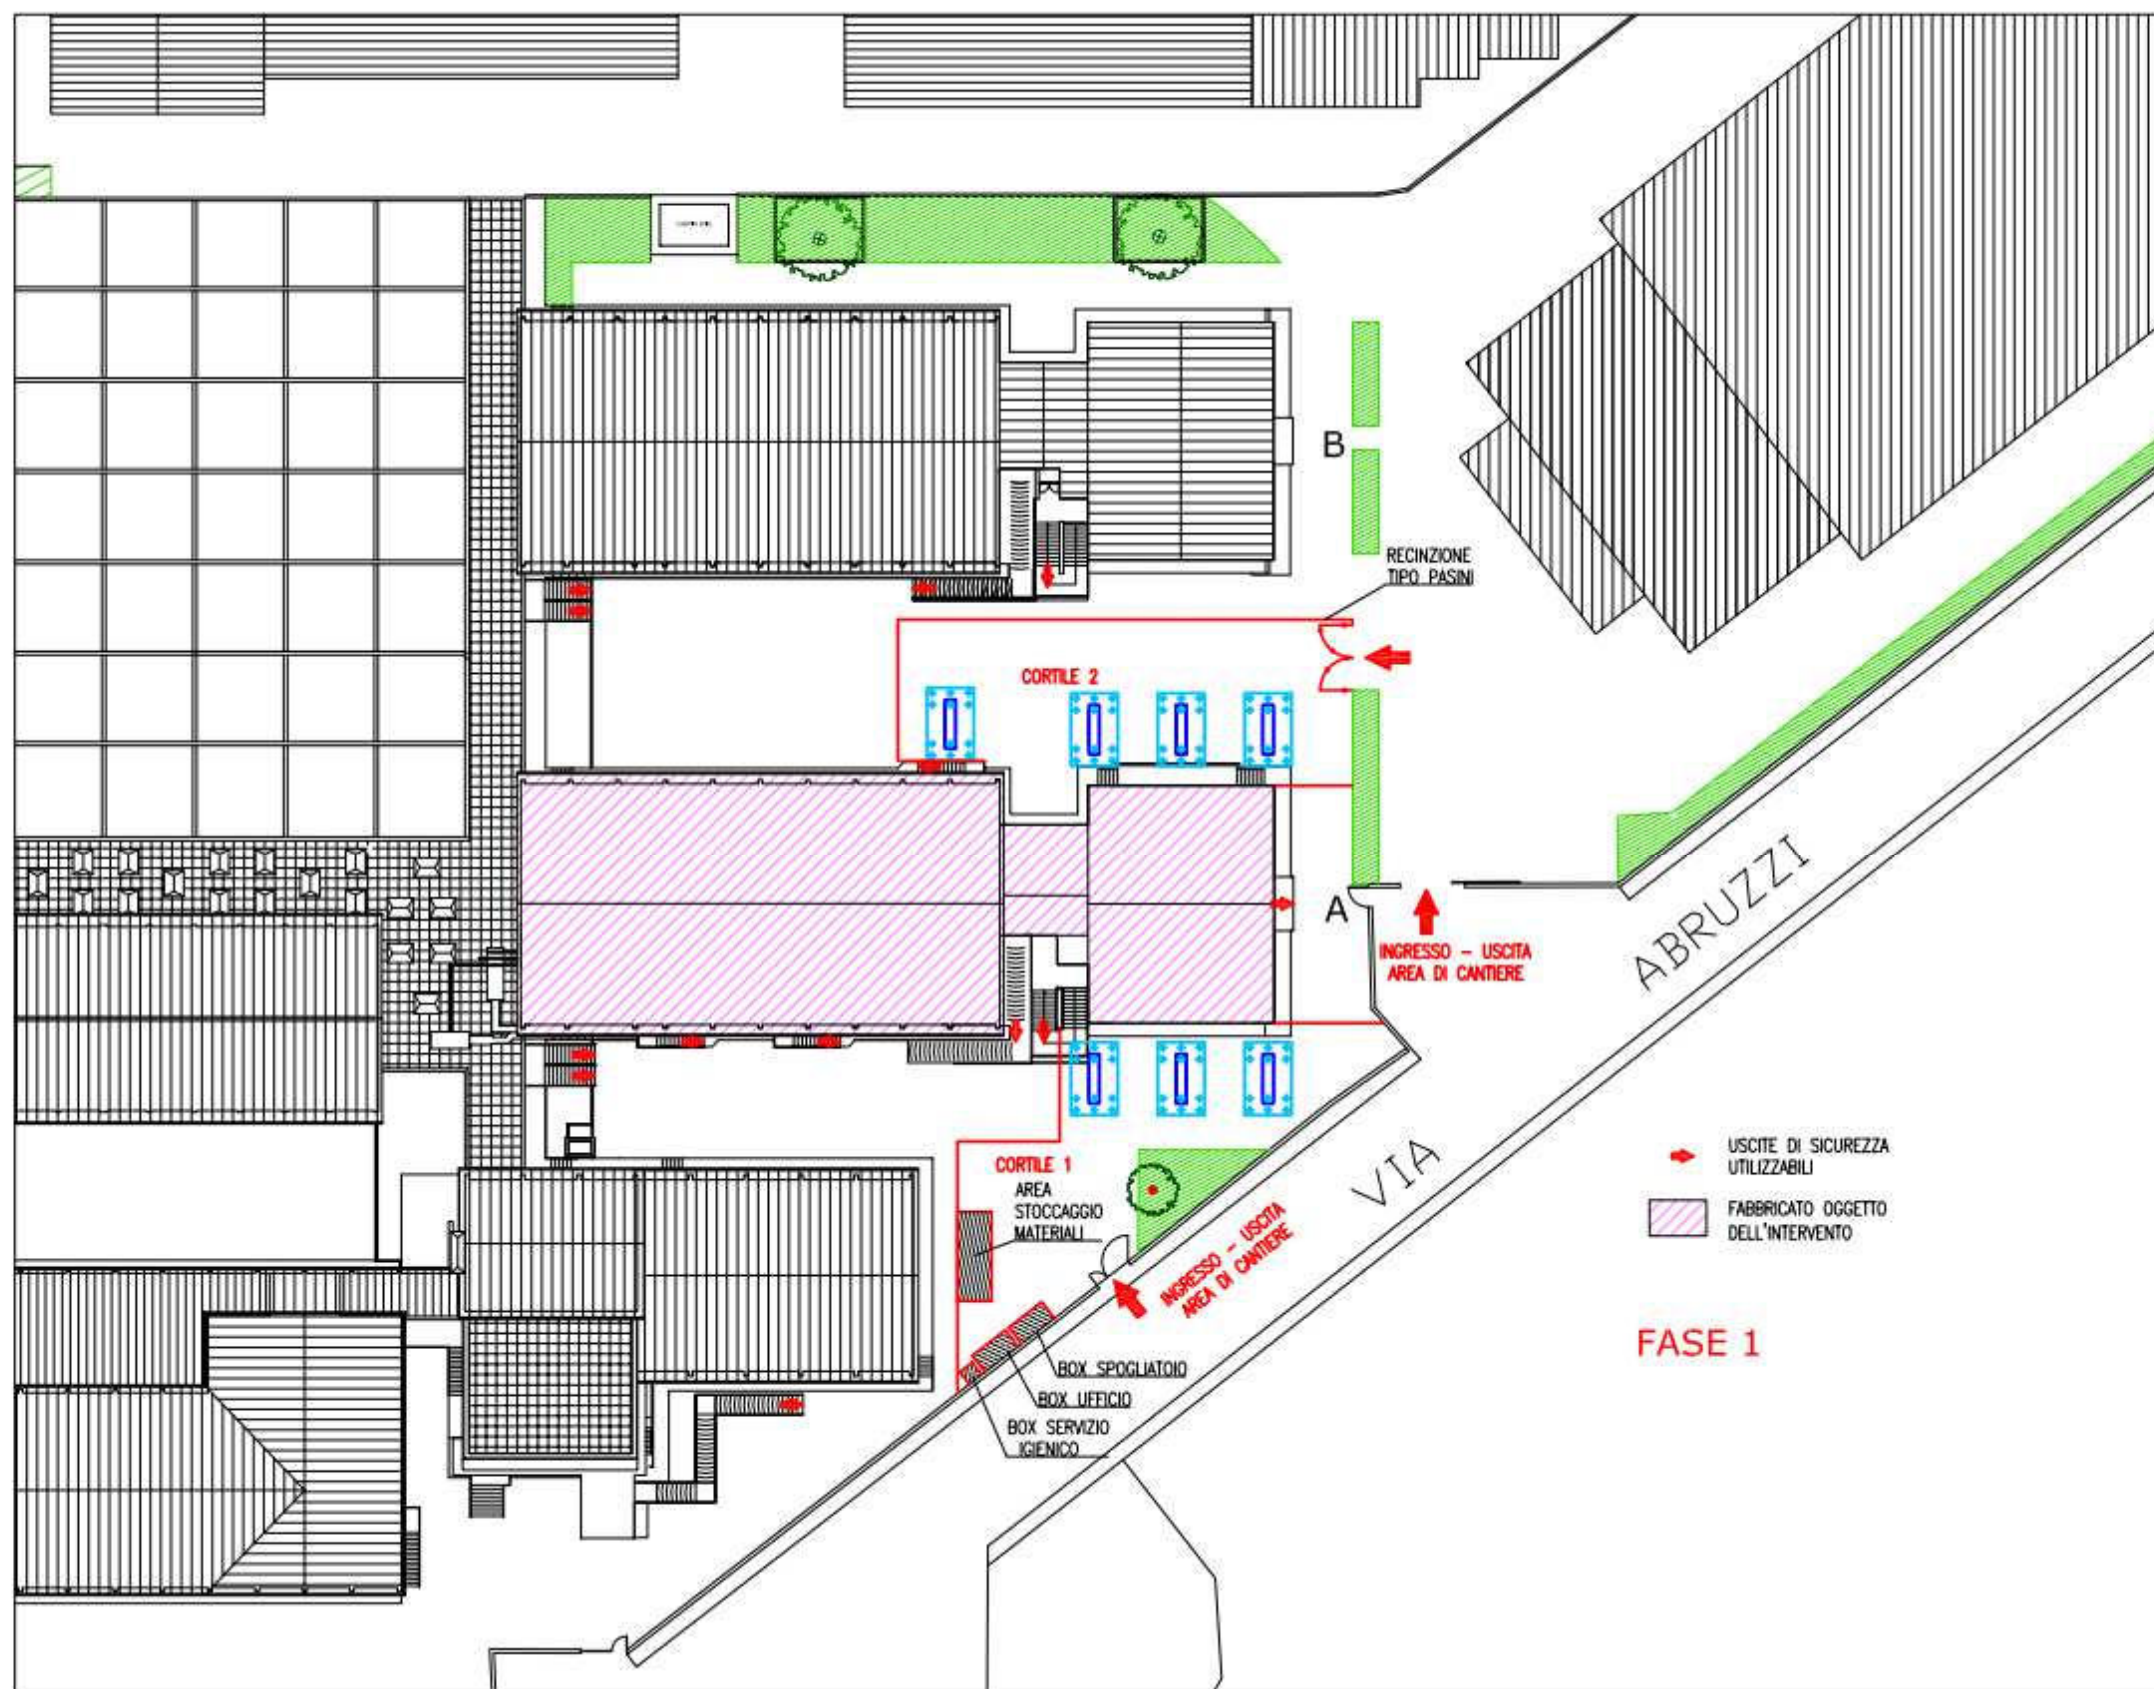 B
RECINZIONE
TIPO PASINI
CORTILE 2
A
INGRESSO - USCITA
AREA DI CANTIERE
ABRUZZI
VIA
USCITE DI SICUREZZA
UTILIZZABILI
FABBRICATO OGGETTO
DELL'INTERVENTO
CORTILE 1
AREA
STOCCAGGIO
MATERIALI
INGRESSO - USCITA
AREA DI CANTIERE
FASE 1
BOX SPOGLIATOIO
BOX UFFICIO
BOX SERVIZIO
IGIENICO